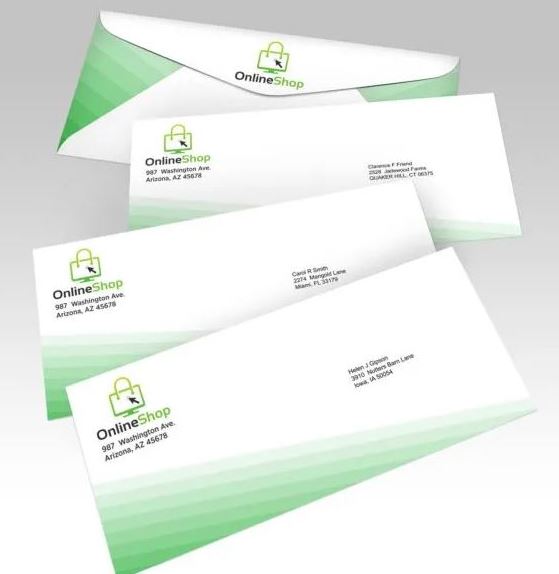 OnlineShop
OnlineShop
987 Washington Ave.
Arizona, AZ 45678
Clarence F Friend
2528 Jarkswood Farms
QUAKER HILL, CT 06375
OnlineShop
987 Washington Ave.
Arizona, AZ 45678
Carol R Smith
2274 Marigold Lane
Miami, FL 33179
OnlineShop
987 Washington Ave.
Arizona, AZ 45678
Helen J Gipson
3910 Nutters Barn Lane
Iowa, IA 50054